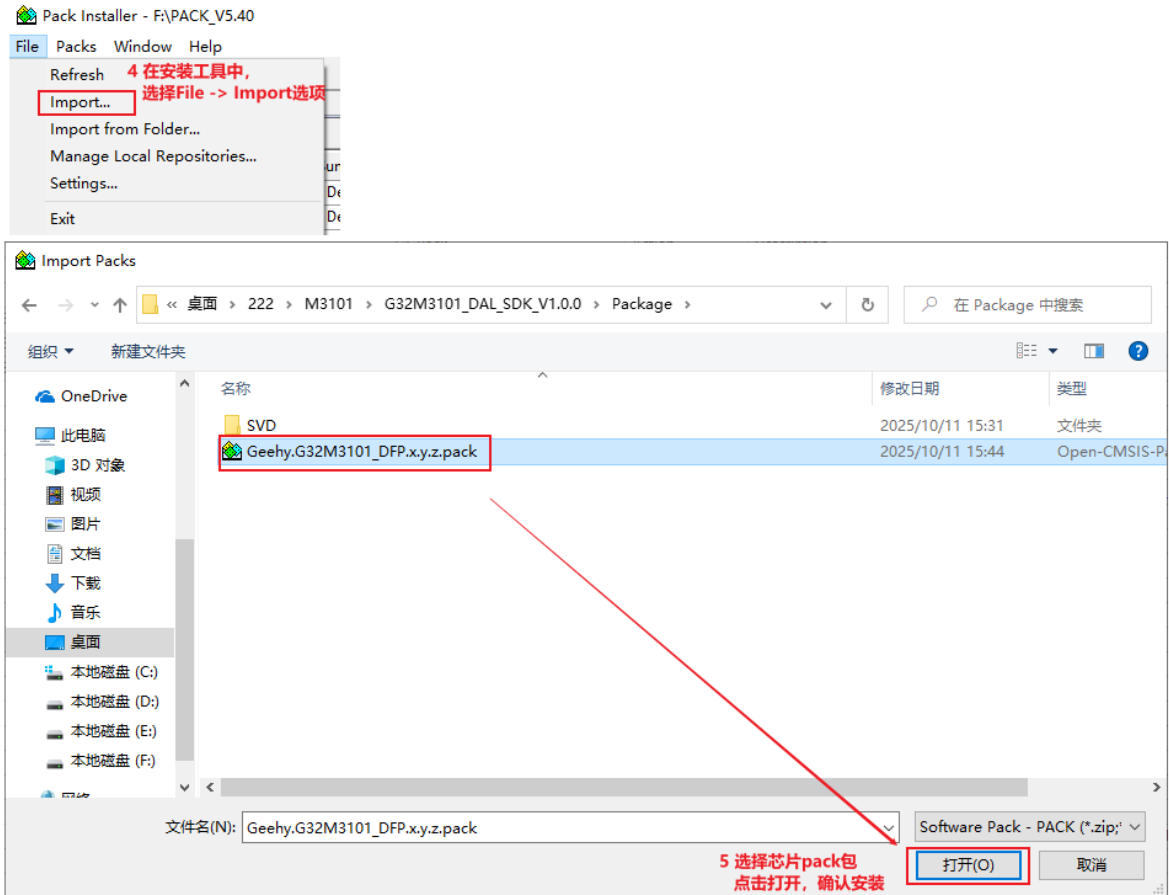 Pack Installer - F:\PACK_V5.40
File Packs Window Help
Refresh
4 在安装工具中，
选择File -> Import选项
Import...
Import from Folder...
Manage Local Repositories...
Settings...
Exit
Import Packs
« 桌面 › 222 › M3101 › G32M3101_DAL_SDK_V1.0.0 › Package ›
在 Package 中搜索
组织 新建文件夹
名称 修改日期 类型
OneDrive
此电脑
3D 对象
视频
图片
文档
下载
音乐
桌面
本地磁盘 (C:)
本地磁盘 (D:)
本地磁盘 (E:)
本地磁盘 (F:)
SVD 2025/10/11 15:31 文件夹
Geehy.G32M3101_DFP.x.y.z.pack 2025/10/11 15:44 Open-CMSIS-Pa
文件名(N): Geehy.G32M3101_DFP.x.y.z.pack
Software Pack - PACK (*.zip;*
5 选择芯片pack包
点击打开，确认安装
打开(O) 取消